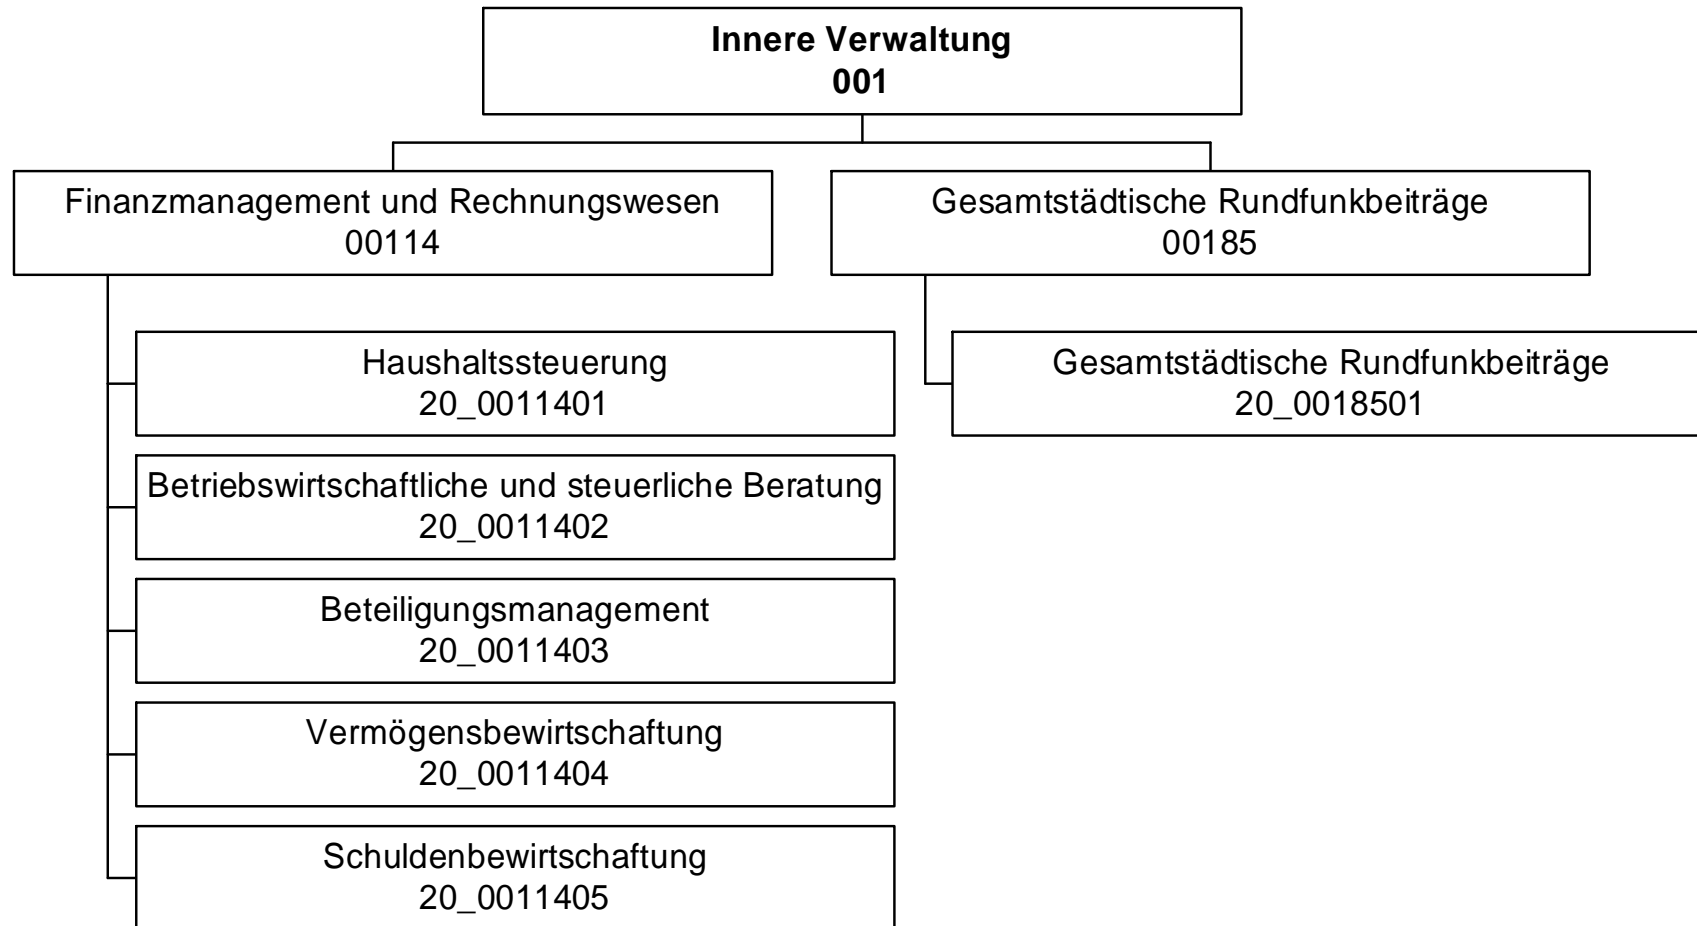 Innere Verwaltung
001
Finanzmanagement und Rechnungswesen
00114
Gesamtstädtische Rundfunkbeiträge
00185
Haushaltssteuerung
20_0011401
Gesamtstädtische Rundfunkbeiträge
20_0018501
Betriebswirtschaftliche und steuerliche Beratung
20_0011402
Beteiligungsmanagement
20_0011403
Vermögensbewirtschaftung
20_0011404
Schuldenbewirtschaftung
20_0011405